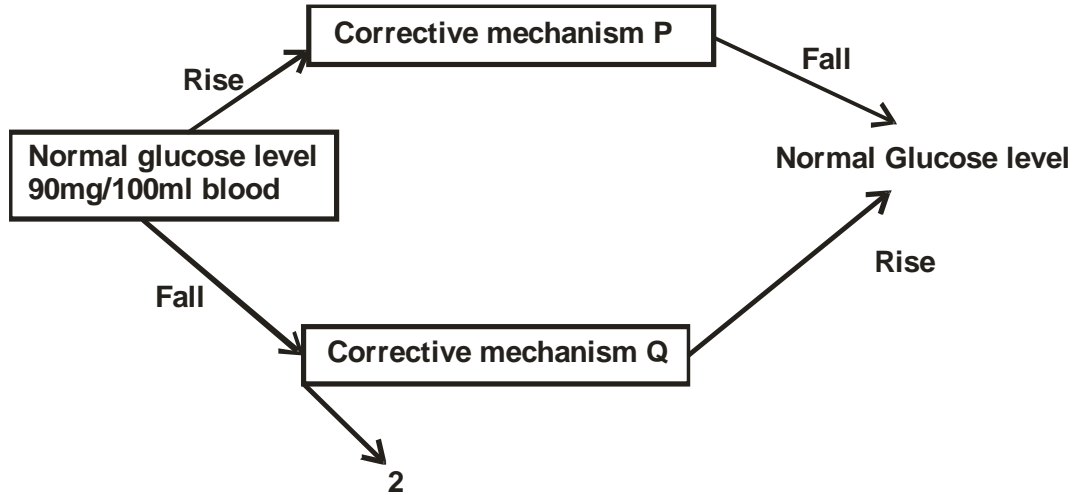 Corrective mechanism P
Rise
Fall
Normal glucose level
90mg/100ml blood
Normal Glucose level
Fall
Rise
Corrective mechanism Q
2